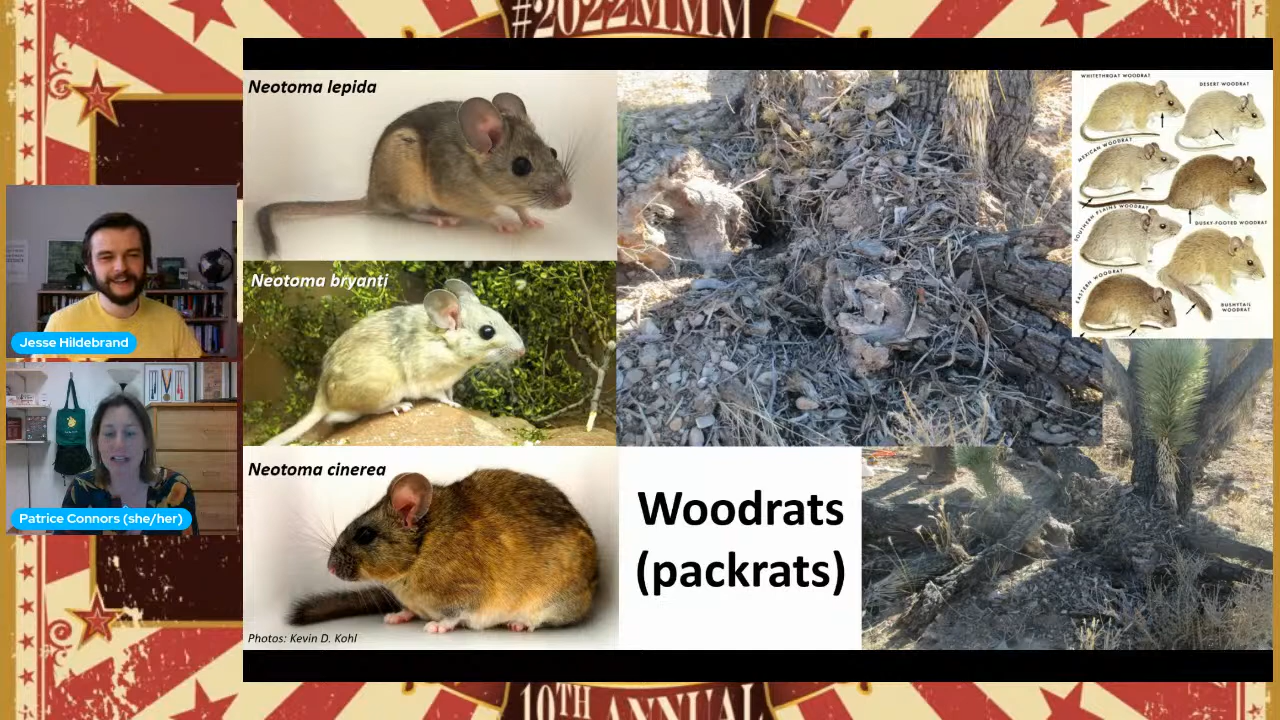 #2022MMM
Neotoma lepida
WHITETHROAT WOODRAT
DESERT WOODRAT
MEXICAN WOODRAT
SOUTHERN PLAINS WOODRAT
DUSKY-FOOTED WOODRAT
EASTERN WOODRAT
BUSHYTAIL
WOODRAT
Neotoma bryanti
Jesse Hildebrand
Neotoma cinerea
Patrice Connors (she/her)
Woodrats
(packrats)
Photos: Kevin D. Kohl
10TH ANNUAL